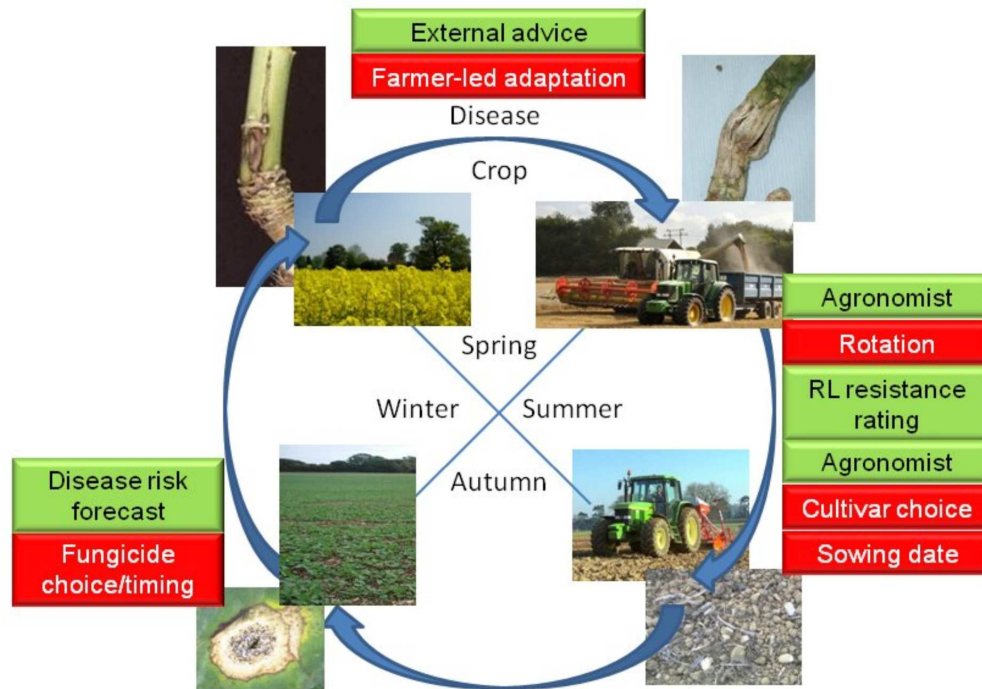 External advice
Farmer-led adaptation
Disease
Crop
Agronomist
Rotation
RL resistance
rating
Agronomist
Cultivar choice
Sowing date
Spring
Winter
Summer
Autumn
Disease risk
forecast
Fungicide
choice/timing